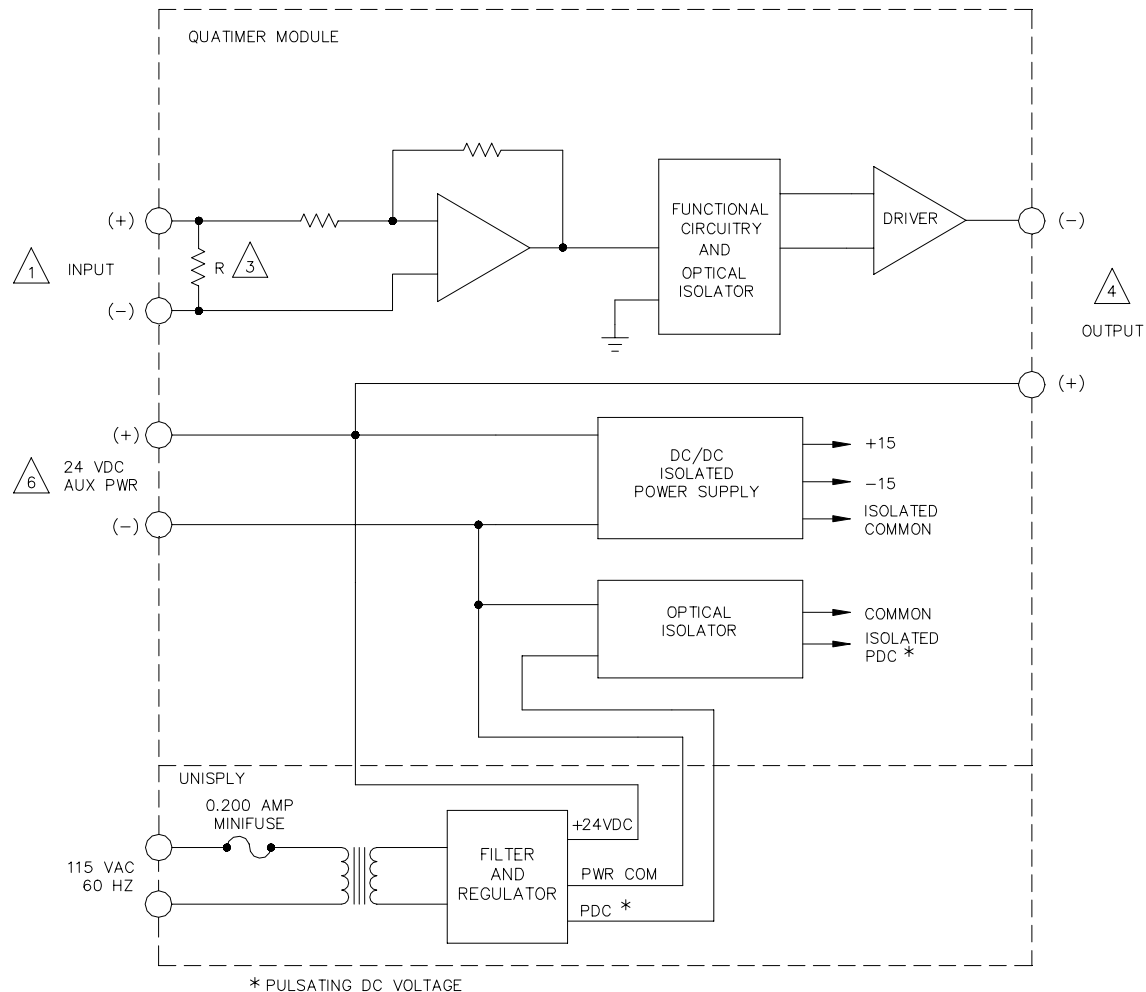 QUATIMER MODULE
(+)
1 INPUT
R 3
(-)
FUNCTIONAL
CIRCUITRY
AND
OPTICAL
ISOLATOR
DRIVER
(-)
4
OUTPUT
(+)
(+)
6 24 VDC
AUX PWR
(-)
DC/DC
ISOLATED
POWER SUPPLY
+15
-15
ISOLATED
COMMON
OPTICAL
ISOLATOR
COMMON
ISOLATED
PDC *
UNISPLY
0.200 AMP
MINIFUSE
115 VAC
60 HZ
FILTER
AND
REGULATOR
+24VDC
PWR COM
PDC *
* PULSATING DC VOLTAGE